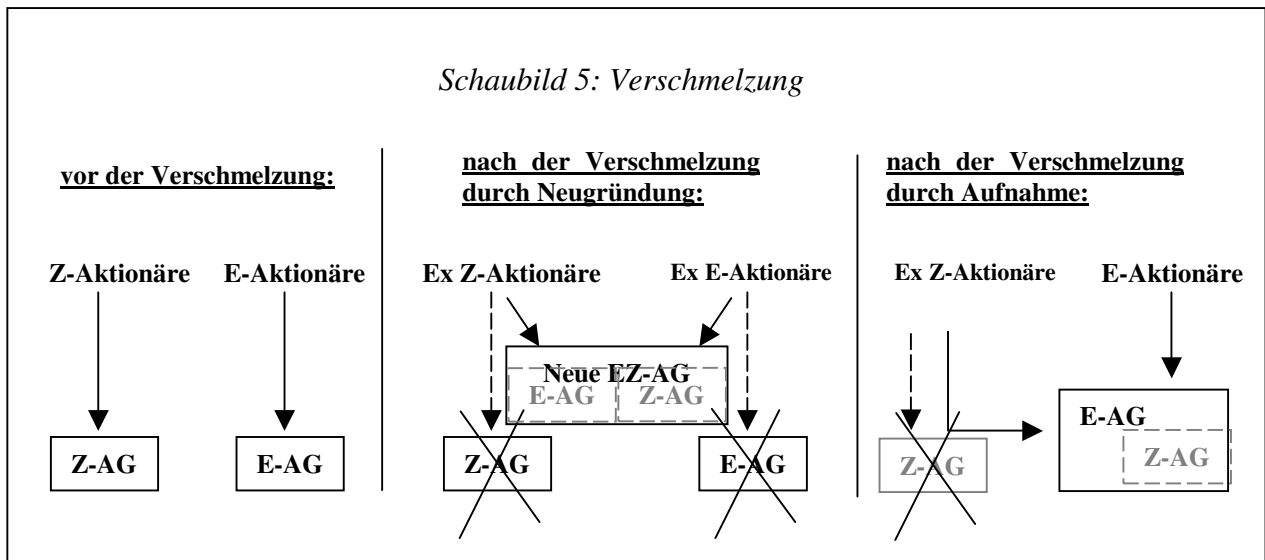 Schaubild 5: Verschmelzung
vor der Verschmelzung:
Z-Aktionäre E-Aktionäre
Z-AG E-AG
nach der Verschmelzung
durch Neugründung:
Ex Z-Aktionäre Ex E-Aktionäre
Neue EZ-AG
E-AG Z-AG
Z-AG E-AG
nach der Verschmelzung
durch Aufnahme:
Ex Z-Aktionäre E-Aktionäre
E-AG
Z-AG Z-AG